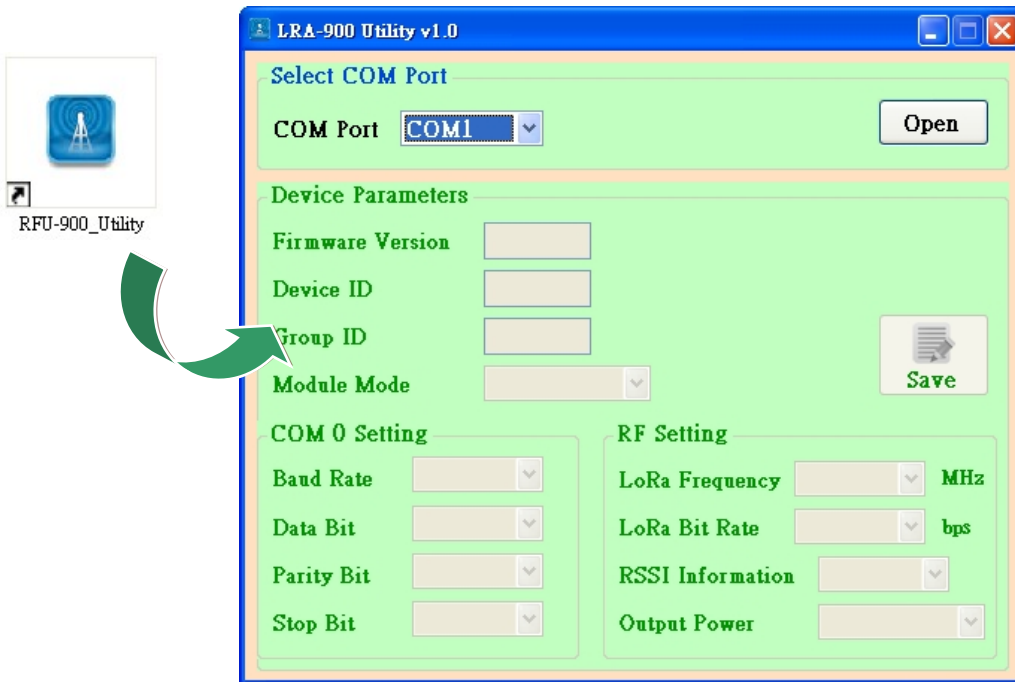 RFU-900_Utility
LRA-900 Utility v1.0
Select COM Port
COM Port COM1 Open
Device Parameters
Firmware Version
Device ID
Group ID
Module Mode
Save
COM 0 Setting
Baud Rate
Data Bit
Parity Bit
Stop Bit
RF Setting
LoRa Frequency MHz
LoRa Bit Rate bps
RSSI Information
Output Power